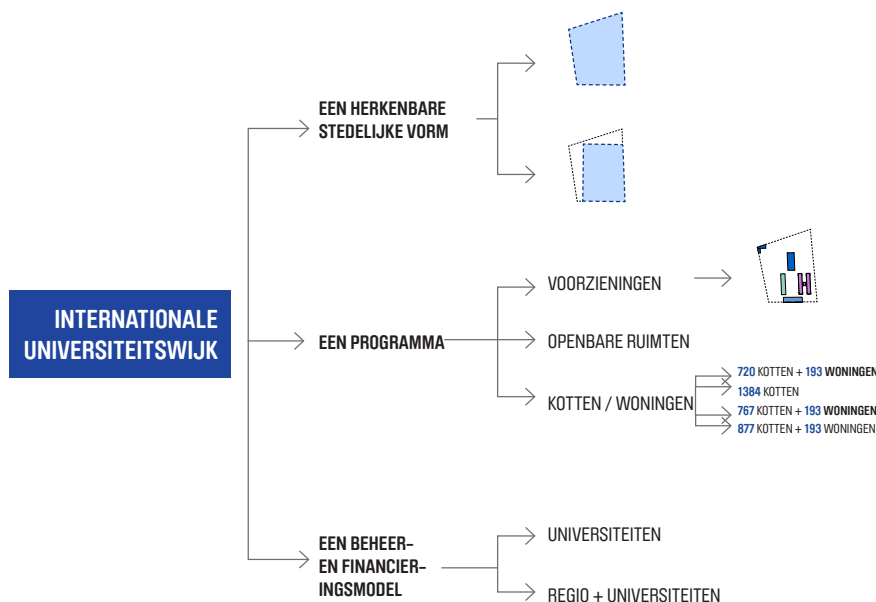 INTERNATIONALE
UNIVERSITEITSWIJK
EEN HERKENBARE
STEDELIJKE VORM
EEN PROGRAMMA
VOORZIENINGEN
OPENBARE RUIMTEN
KOTTEN / WONINGEN
720 KOTTEN + 193 WONINGEN
1384 KOTTEN
767 KOTTEN + 193 WONINGEN
877 KOTTEN + 193 WONINGEN
EEN BEHEER-
EN FINANCIER-
INGSMODEL
UNIVERSITEITEN
REGIO + UNIVERSITEITEN